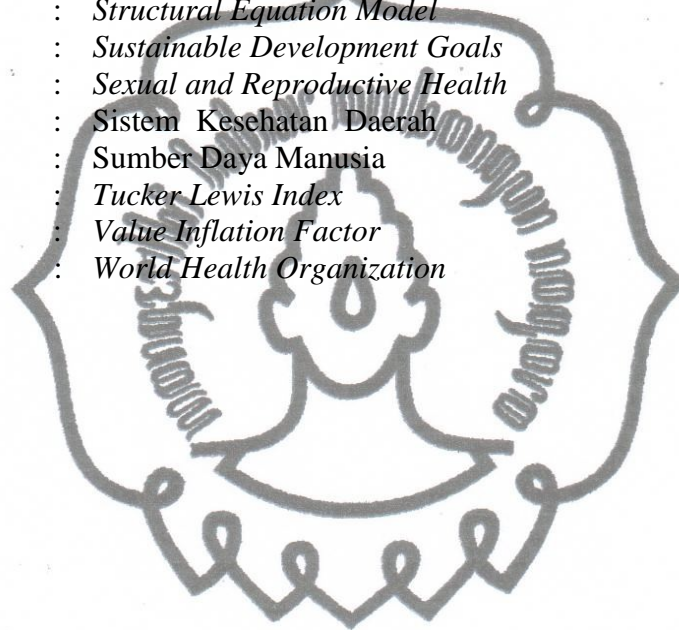 : Structural Equation Model
: Sustainable Development Goals
: Sexual and Reproductive Health
: Sistem Kesehatan Daerah
: Sumber Daya Manusia
: Tucker Lewis Index
: Value Inflation Factor
: World Health Organization